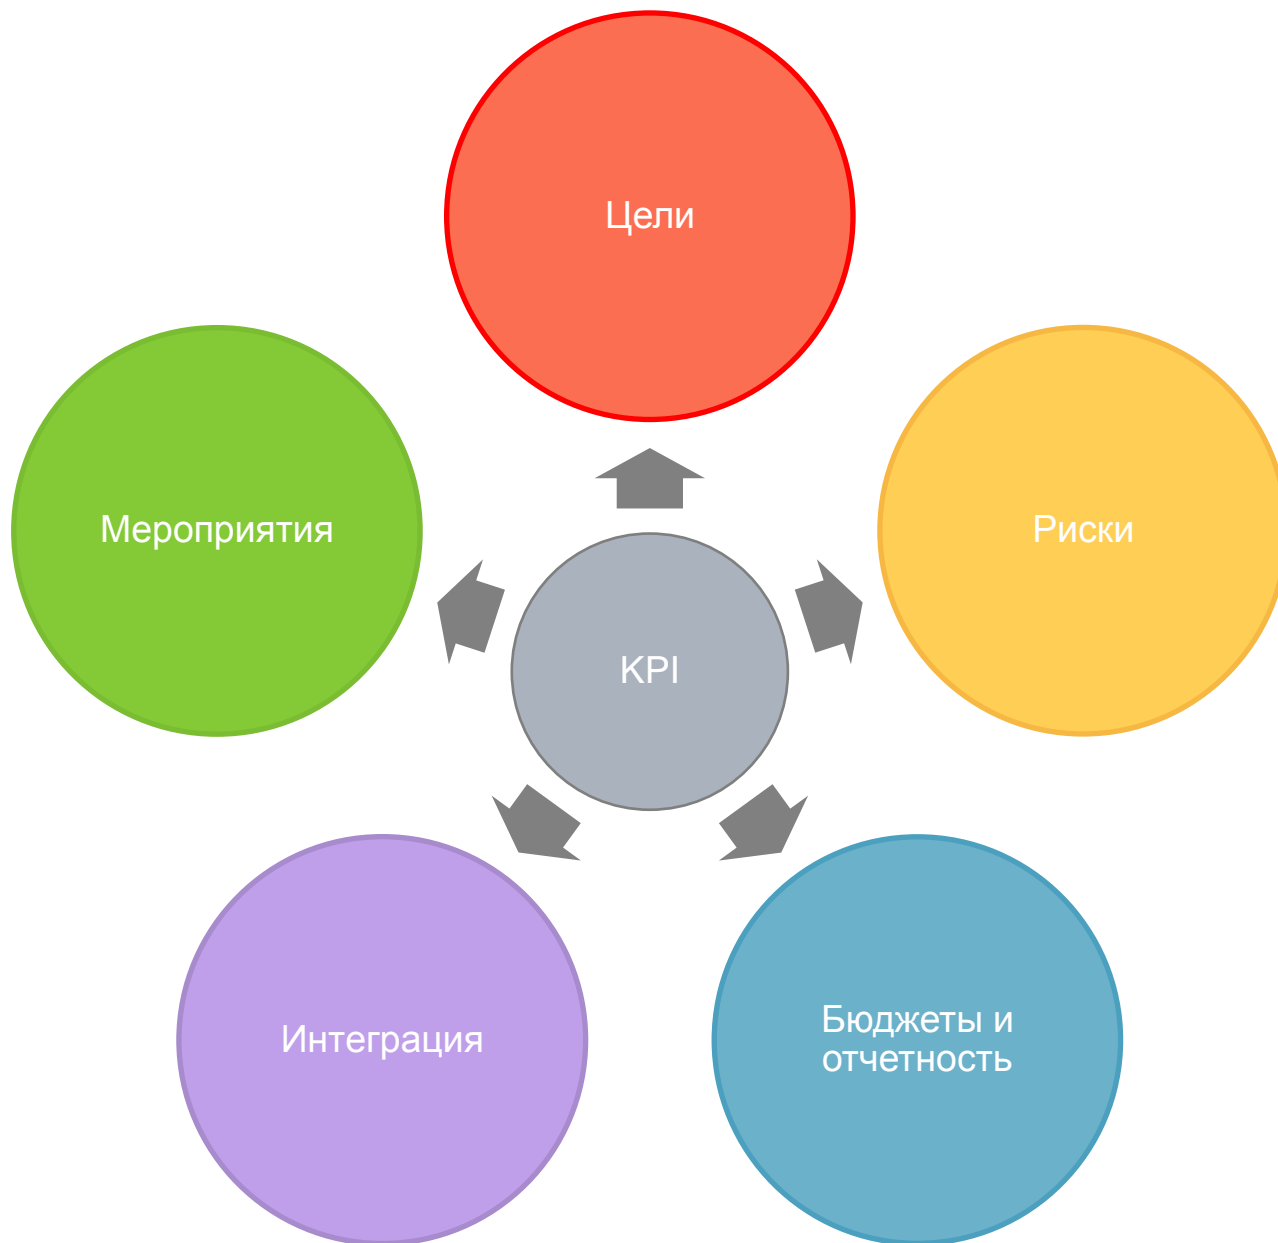 Цели
Мероприятия
Риски
KPI
Интеграция
Бюджеты и
отчетность